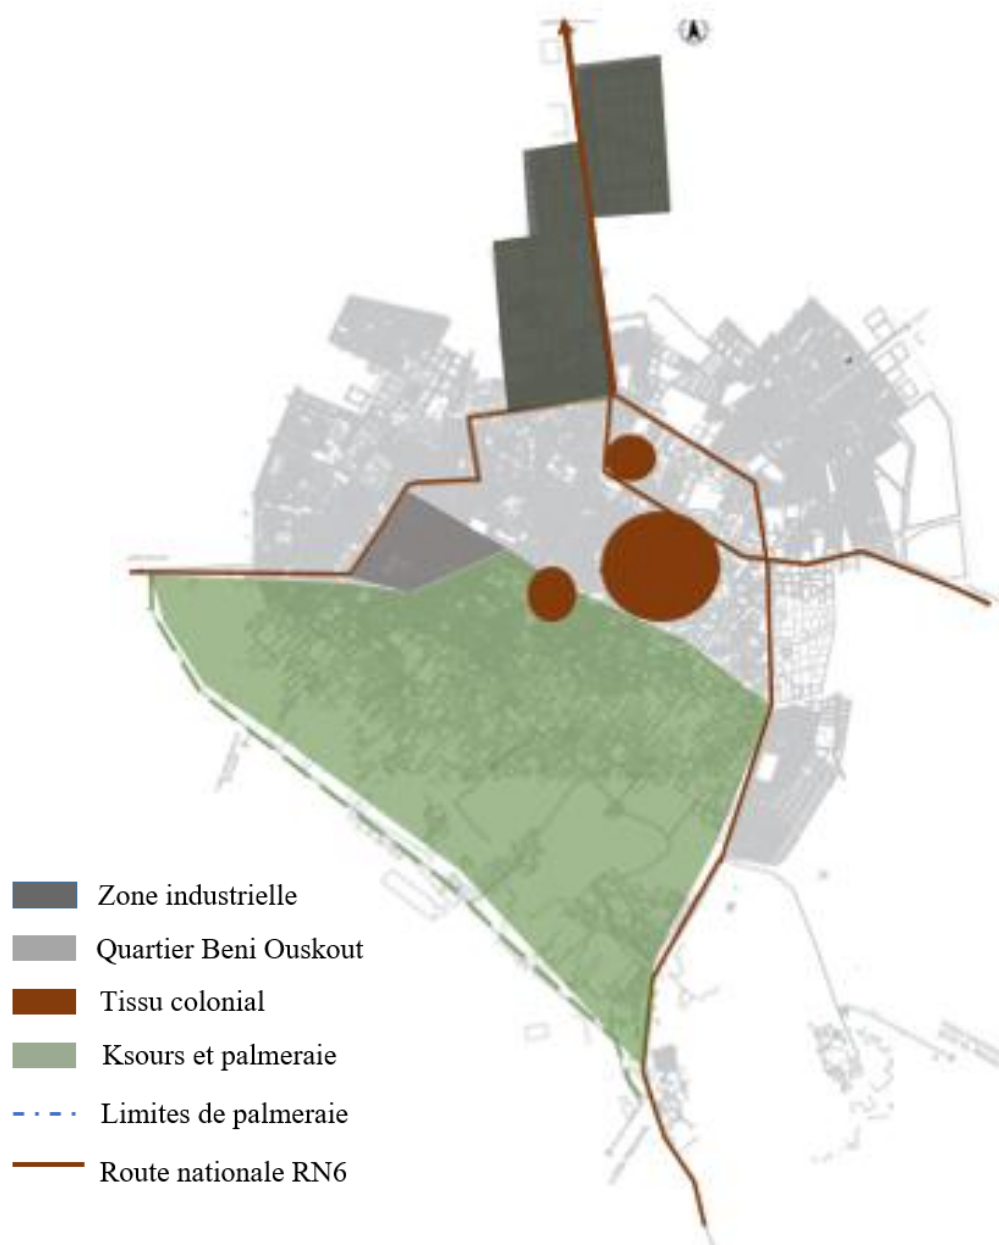 Zone industrielle
Quartier Beni Ouskout
Tissu colonial
Ksours et palmeraie
Limites de palmeraie
Route nationale RN6